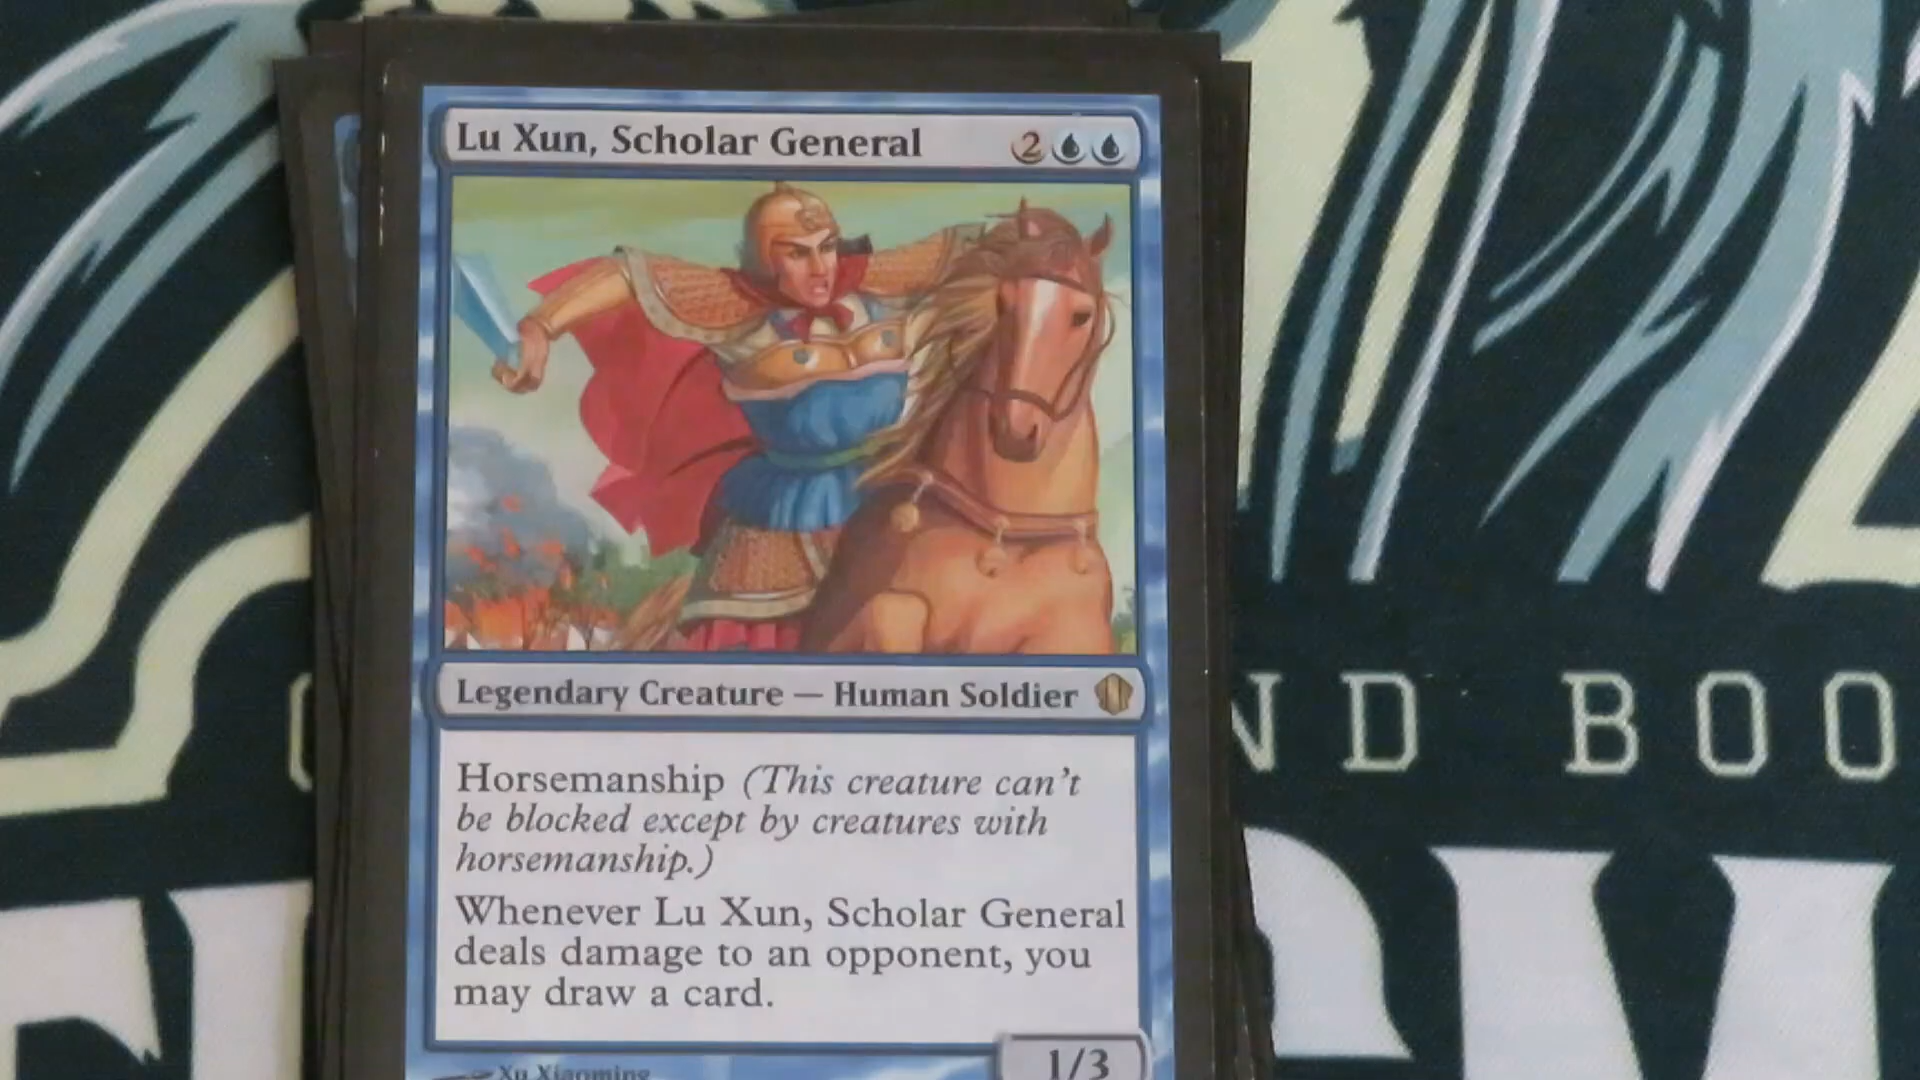 Lu Xun, Scholar General 2
Legendary Creature — Human Soldier
Horsemanship (This creature can't
be blocked except by creatures with
horsemanship.)
Whenever Lu Xun, Scholar General
deals damage to an opponent, you
may draw a card.
1/3
Xu Xiaoming
ND BOO